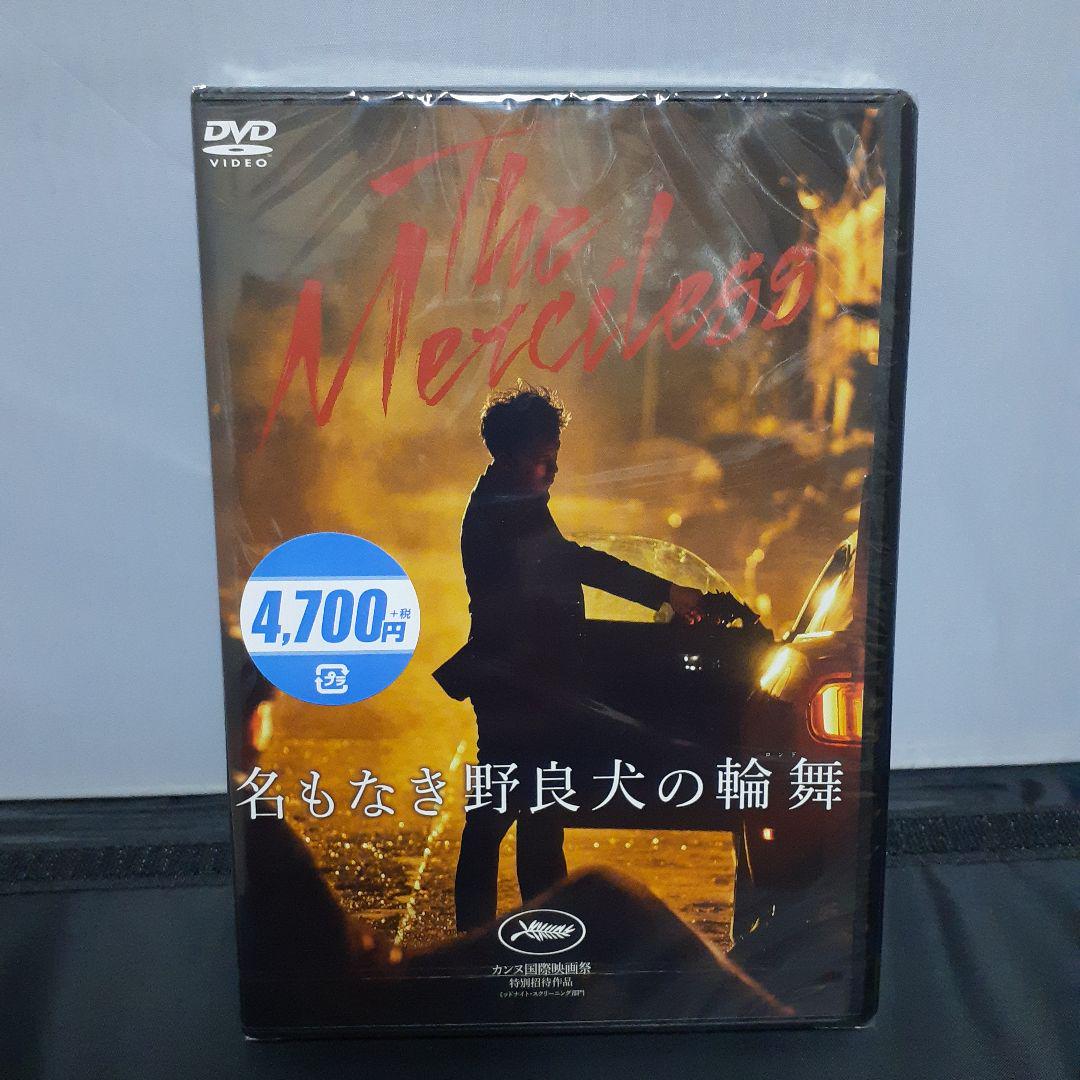 DVD
VIDEO
The
Merciless
4,700円
+税
プラ
ロンド
名もなき野良犬の輪舞
カンヌ国際映画祭
特別招待作品
ミッドナイト・スクリーニング部門